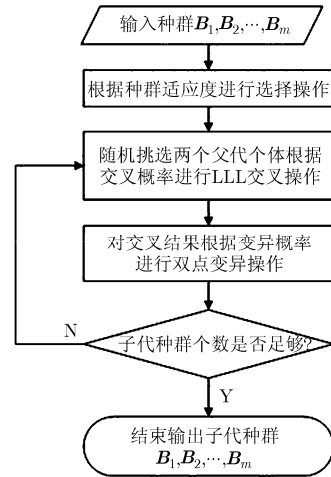 输入种群B₁,B₂,⋯,Bₘ
根据种群适应度进行选择操作
随机挑选两个父代个体根据
交叉概率进行LLL交叉操作
对交叉结果根据变异概率
进行双点变异操作
子代种群个数是否足够?
N
Y
结束输出子代种群
B₁,B₂,⋯,Bₘ